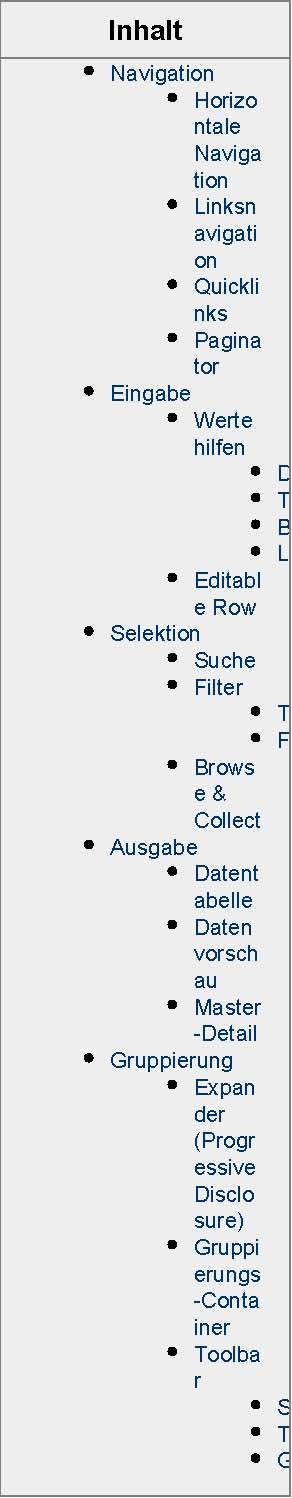 Inhalt
Navigation
Horizo
ntale
Naviga
tion
Linksn
avigati
on
Quickli
nks
Pagina
tor
Eingabe
Werte
hilfen
D
T
B
L
Editabl
e Row
Selektion
Suche
Filter
T
F
Brows
e &
Collect
Ausgabe
Datent
abelle
Daten
vorsch
au
Master
-Detail
Gruppierung
Expan
der
(Progr
essive
Disclo
sure)
Gruppi
erungs
-Conta
iner
Toolba
r
S
T
G